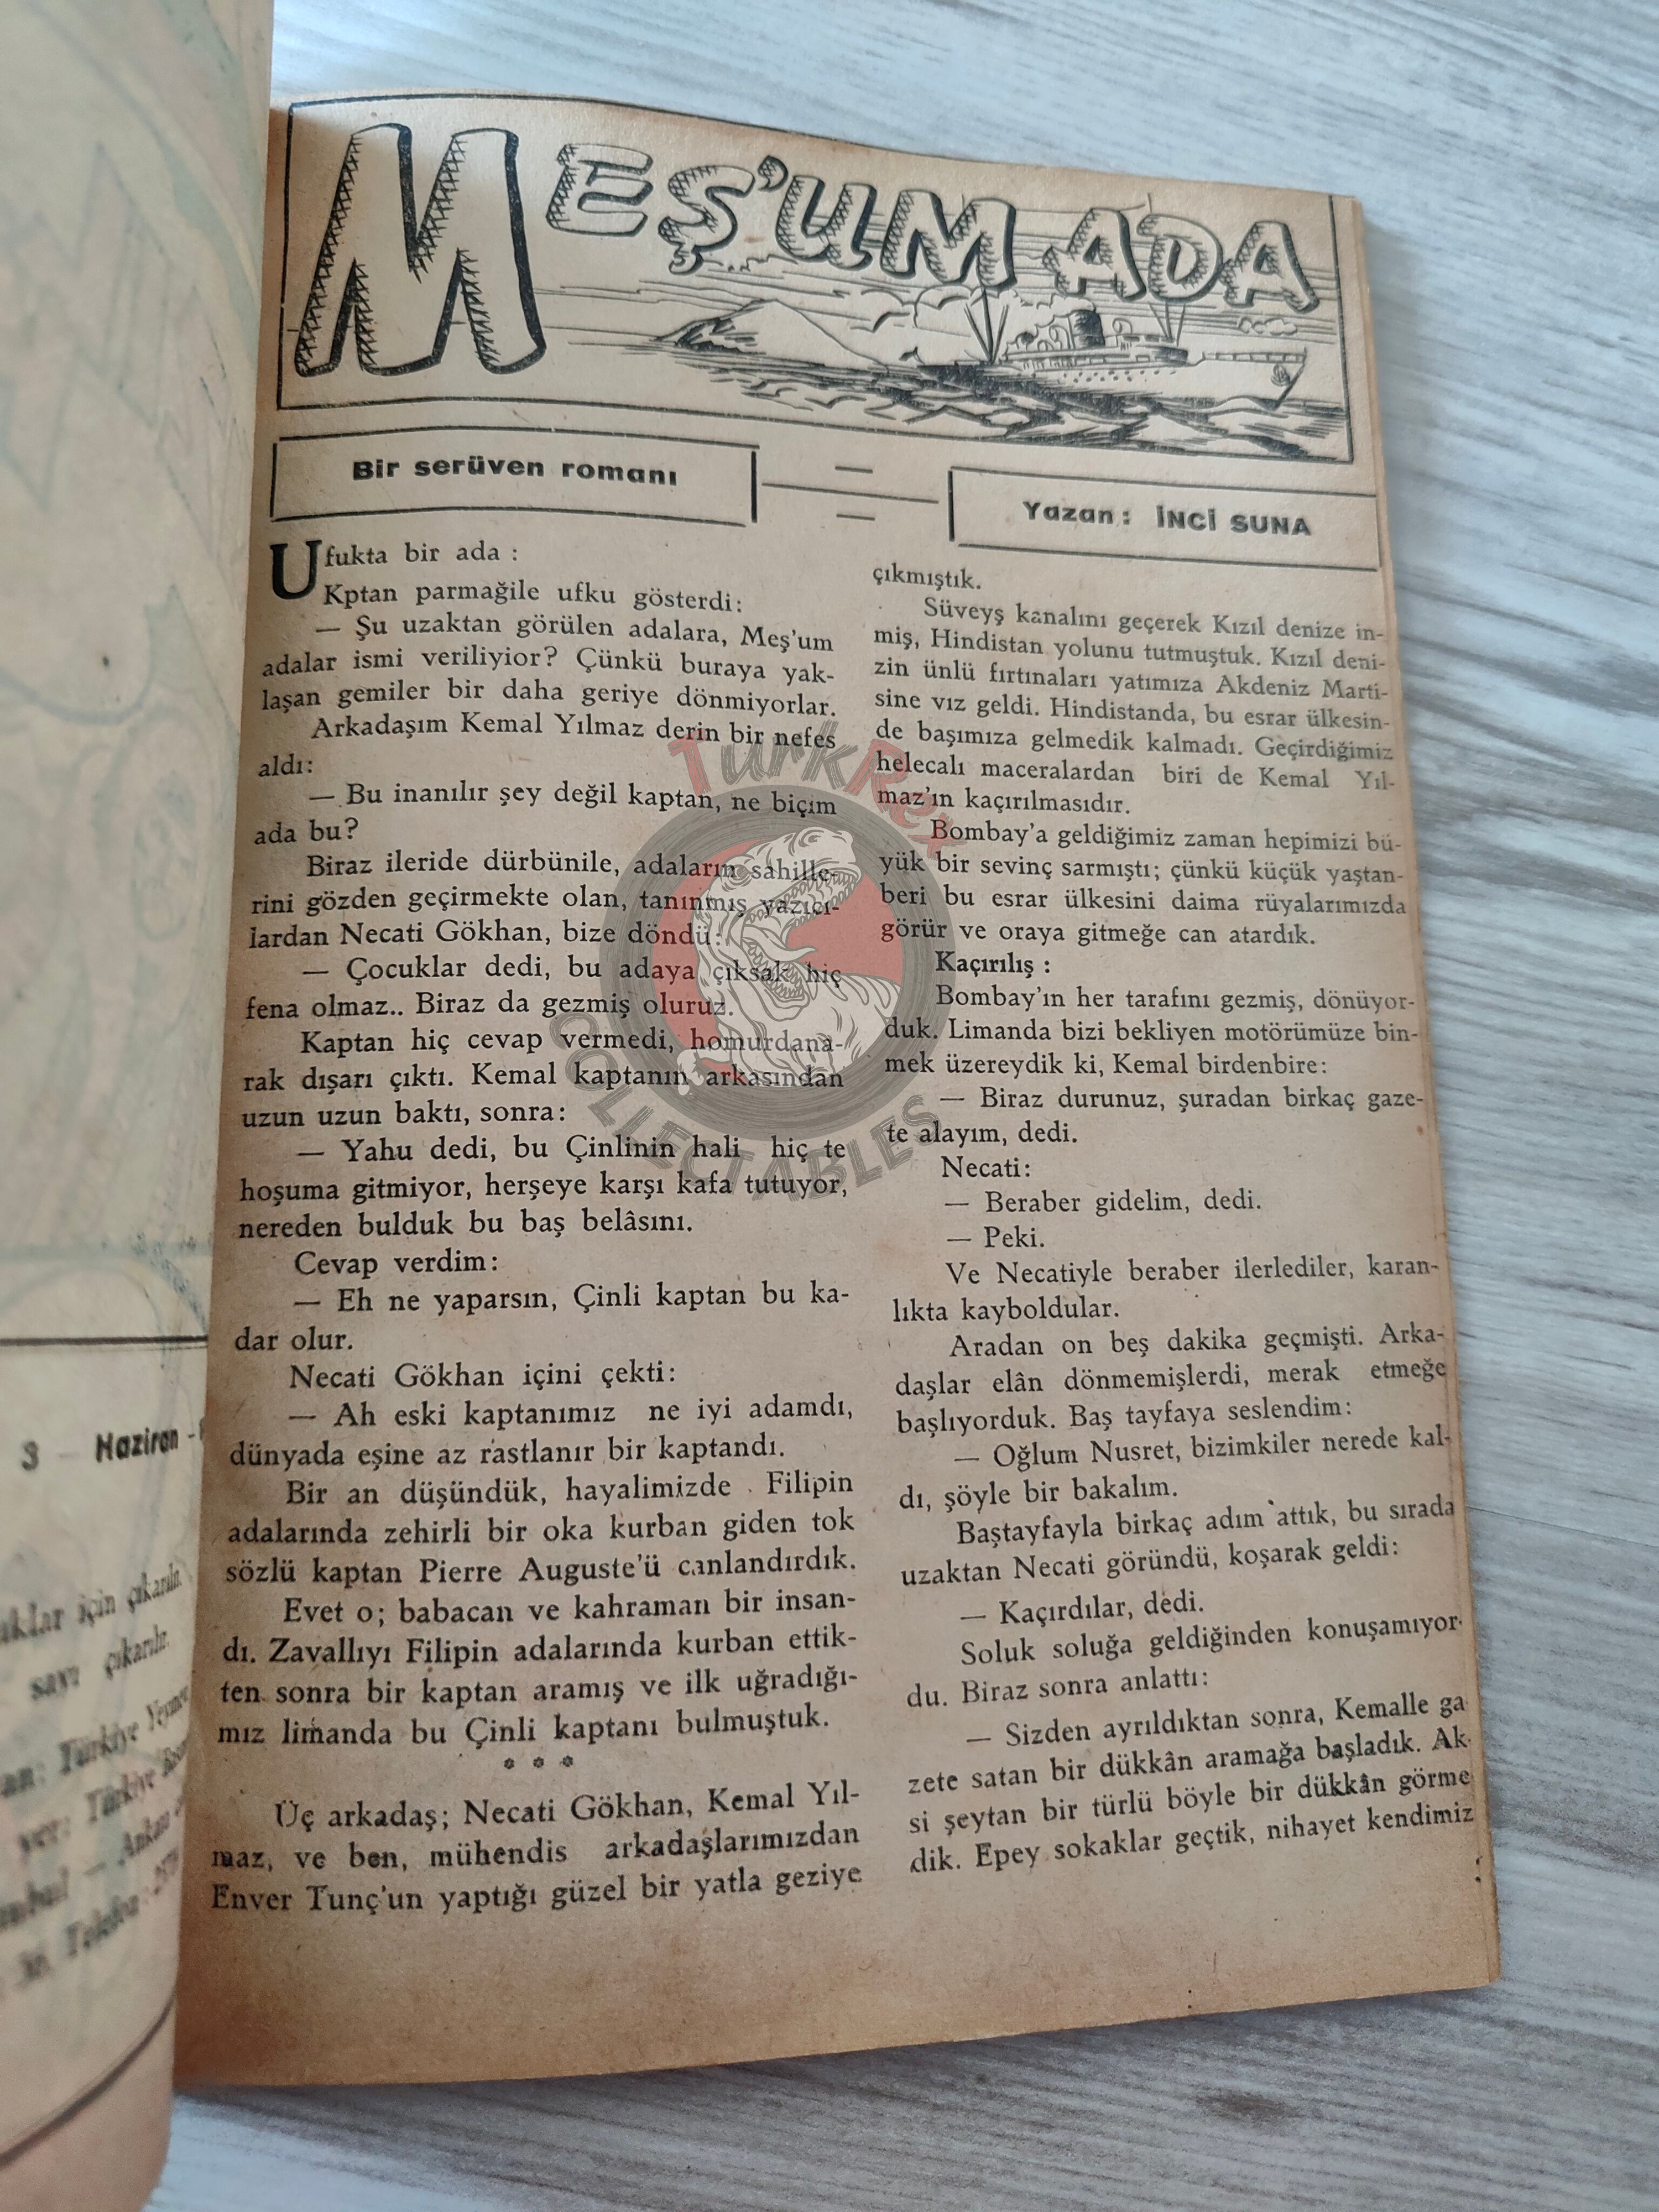 MEŞ'UM ADA
Bir serüven romanı
Yazan: İNCİ SUNA
Ufukta bir ada :
Kptan parmağile ufku gösterdi:
— Şu uzaktan görülen adalara, Meş'um
adalar ismi veriliyior? Çünkü buraya yak-
laşan gemiler bir daha geriye dönmiyorlar.
Arkadaşım Kemal Yılmaz derin bir nefes
aldı:
— Bu inanılır şey değil kaptan, ne biçim
ada bu?
Biraz ileride dürbünile, adaların sahille-
rini gözden geçirmekte olan, tanınmış yazıcı-
lardan Necati Gökhan, bize döndü:
— Çocuklar dedi, bu adaya çıksak hiç
fena olmaz.. Biraz da gezmiş oluruz.
Kaptan hiç cevap vermedi, homurdana-
rak dışarı çıktı. Kemal kaptanın arkasından
uzun uzun baktı, sonra:
— Yahu dedi, bu Çinlinin hali hiç te
hoşuma gitmiyor, herşeye karşı kafa tutuyor,
nereden bulduk bu baş belâsını.
Cevap verdim:
— Eh ne yaparsın, Çinli kaptan bu ka-
dar olur.
Necati Gökhan içini çekti:
— Ah eski kaptanımız ne iyi adamdı,
dünyada eşine az rastlanır bir kaptandı.
Bir an düşündük, hayalimizde Filipin
adalarında zehirli bir oka kurban giden tok
sözlü kaptan Pierre Auguste'ü canlandırdık.
Evet o; babacan ve kahraman bir insan-
dı. Zavallıyı Filipin adalarında kurban ettik-
ten sonra bir kaptan aramış ve ilk uğradığı-
mız limanda bu Çinli kaptanı bulmuştuk.
* * *
Üç arkadaş; Necati Gökhan, Kemal Yıl-
maz, ve ben, mühendis arkadaşlarımızdan
Enver Tunç'un yaptığı güzel bir yatla geziye
çıkmıştık.
Süveyş kanalını geçerek Kızıl denize in-
miş, Hindistan yolunu tutmuştuk. Kızıl deni-
zin ünlü fırtınaları yatımıza Akdeniz Marti-
sine vız geldi. Hindistanda, bu esrar ülkesin-
de başımıza gelmedik kalmadı. Geçirdiğimiz
helecalı maceralardan biri de Kemal Yıl-
maz'ın kaçırılmasıdır.
Bombay'a geldiğimiz zaman hepimizi bü-
yük bir sevinç sarmıştı; çünkü küçük yaştan-
beri bu esrar ülkesini daima rüyalarımızda
görür ve oraya gitmeğe can atardık.
Kaçırılış :
Bombay'ın her tarafını gezmiş, dönüyor-
duk. Limanda bizi bekliyen motörümüze bin-
mek üzereydik ki, Kemal birdenbire:
— Biraz durunuz, şuradan birkaç gaze-
te alayım, dedi.
Necati:
— Beraber gidelim, dedi.
— Peki.
Ve Necatiyle beraber ilerlediler, karan-
lıkta kayboldular.
Aradan on beş dakika geçmişti. Arka-
daşlar elân dönmemişlerdi, merak etmeğe
başlıyorduk. Baş tayfaya seslendim:
— Oğlum Nusret, bizimkiler nerede kal-
dı, şöyle bir bakalım.
Baştayfayla birkaç adım attık, bu sırada
uzaktan Necati göründü, koşarak geldi:
— Kaçırdılar, dedi.
Soluk soluğa geldiğinden konuşamıyor-
du. Biraz sonra anlattı:
— Sizden ayrıldıktan sonra, Kemalle ga-
zete satan bir dükkân aramağa başladık. Ak-
si şeytan bir türlü böyle bir dükkân görme
dik. Epey sokaklar geçtik, nihayet kendimiz
3 — Haziran -
için çıkarılır.
sayı çıkarılır.
Türkiye
yer: Türkiye
— Ankara
Telefon:
TurkRex
COLLECTABLES